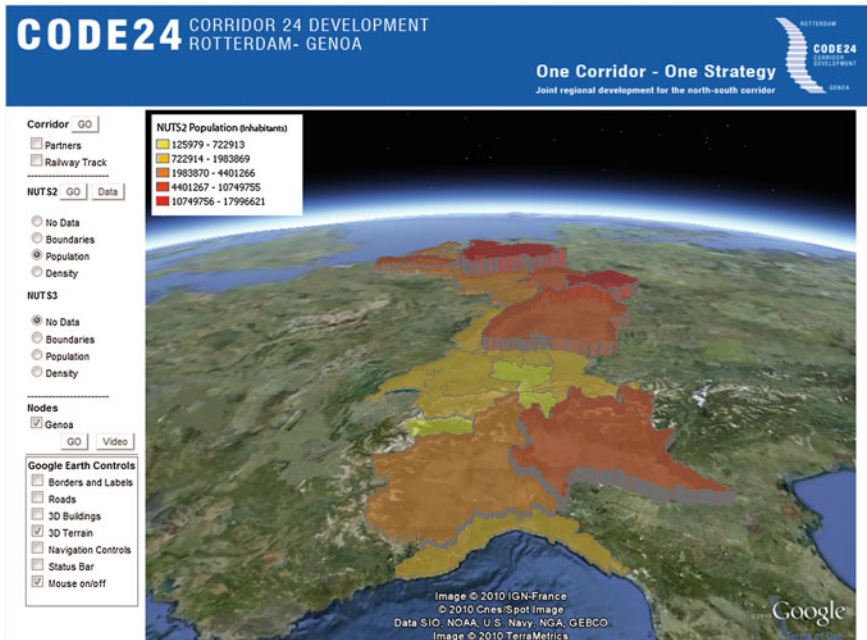 CODE24 CORRIDOR 24 DEVELOPMENT
ROTTERDAM- GENOA
One Corridor - One Strategy
Joint regional development for the north-south corridor
ROTTERDAM
CODE24
CORRIDOR
DEVELOPMENT
GENOA
Corridor GO
Partners
Railway Track
NUTS2 GO Data
No Data
Boundaries
Population
Density
NUTS3
No Data
Boundaries
Population
Density
Nodes
Genoa
GO Video
Google Earth Controls
Borders and Labels
Roads
3D Buildings
3D Terrain
Navigation Controls
Status Bar
Mouse on/off
NUTS2 Population (Inhabitants)
125979 - 722913
722914 - 1983869
1983870 - 4401266
4401267 - 10749755
10749756 - 17996621
Image © 2010 IGN-France
© 2010 Cnes/Spot Image
Data SIO, NOAA, U.S. Navy, NGA, GEBCO
Image © 2010 TerraMetrics
Google
Terms of Use